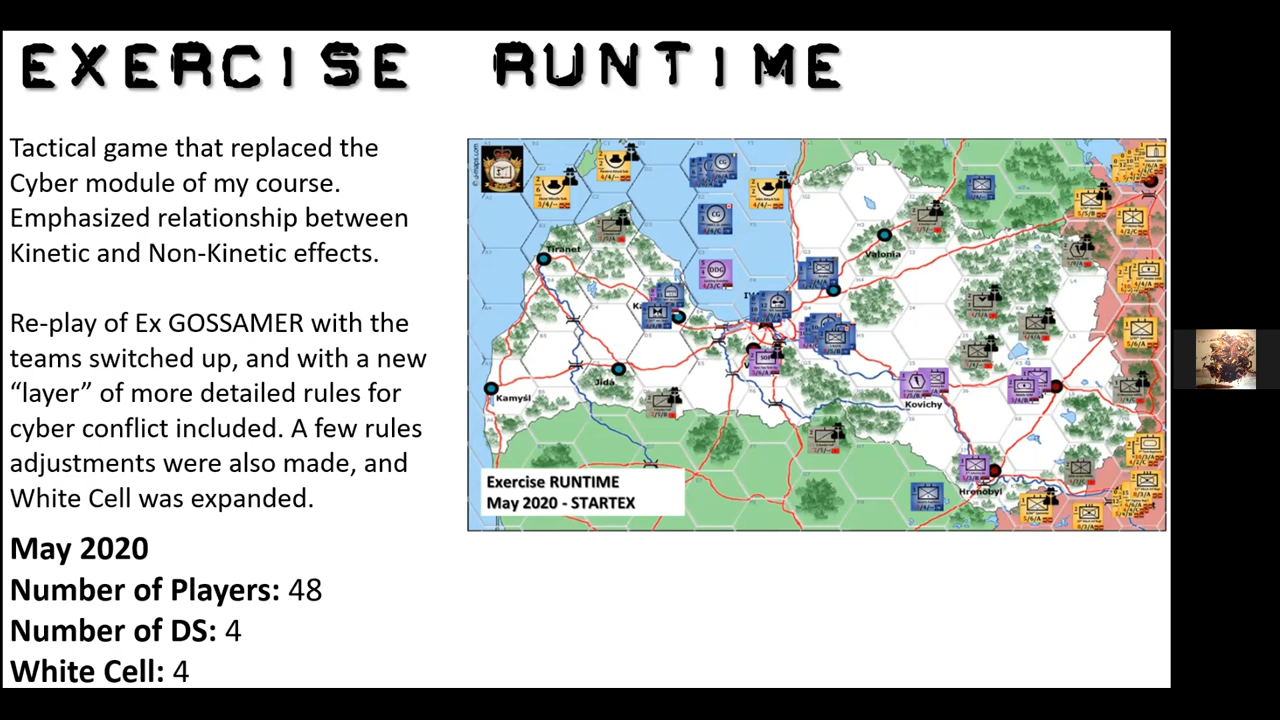 EXERCISE RUNTIME
Tactical game that replaced the
Cyber module of my course.
Emphasized relationship between
Kinetic and Non-Kinetic effects.
Re-play of Ex GOSSAMER with the
teams switched up, and with a new
“layer” of more detailed rules for
cyber conflict included. A few rules
adjustments were also made, and
White Cell was expanded.
May 2020
Number of Players: 48
Number of DS: 4
White Cell: 4
Tiranet
Valonia
Jida
Kamyśl
Kovichy
Hrenobyl
CG
CG
DDG
Exercise RUNTIME
May 2020 - STARTEX